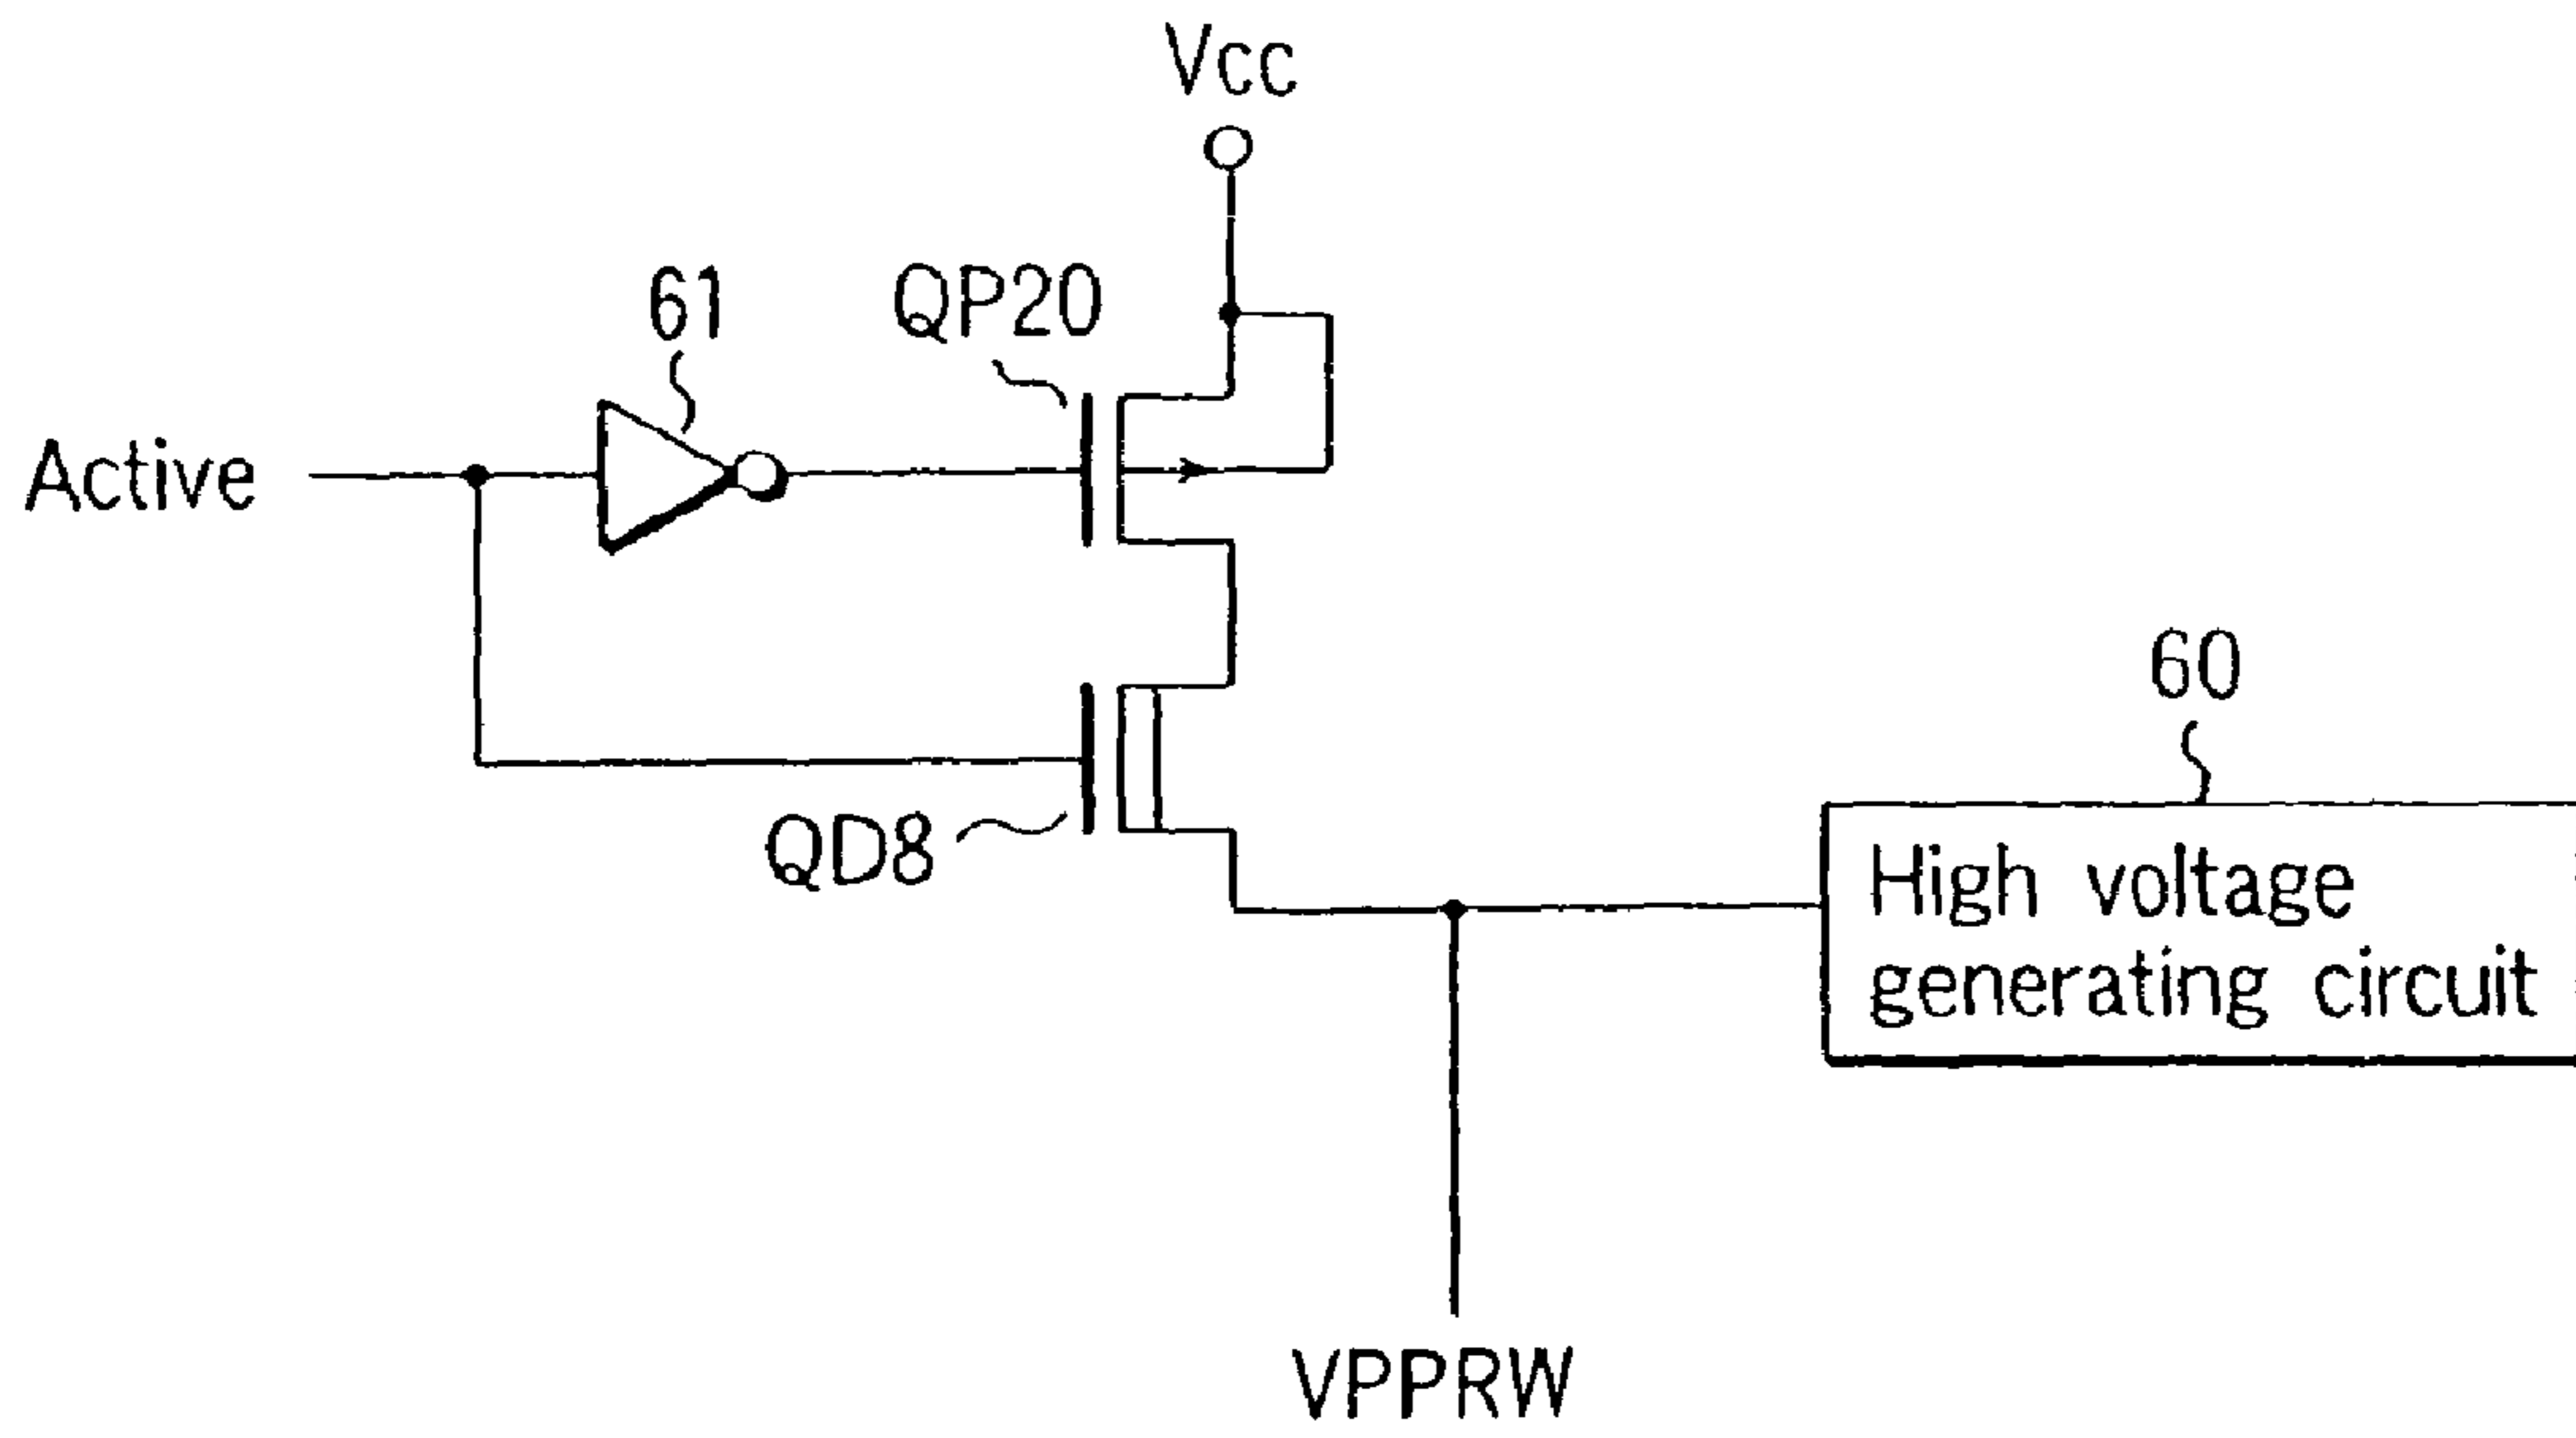 Vcc
61
QP20
Active
60
QD8
High voltage
generating circuit
VPPRW